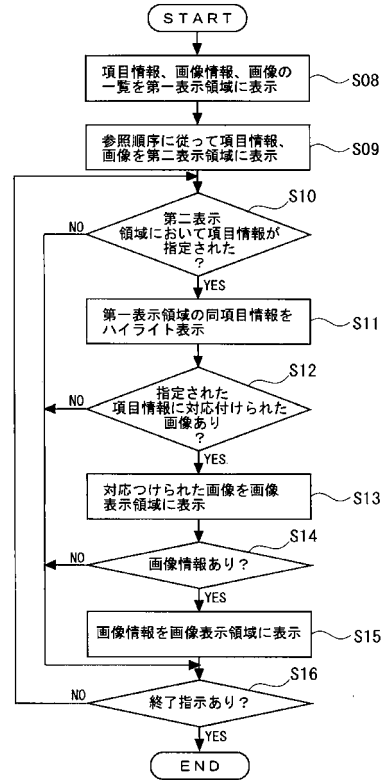 START
項目情報、画像情報、画像の
一覧を第一表示領域に表示
S08
参照順序に従って項目情報、
画像を第二表示領域に表示
S09
S10
第二表示
領域において項目情報が
指定された
?
NO
YES
第一表示領域の同項目情報を
ハイライト表示
S11
S12
指定された
項目情報に対応付けられた
画像あり
?
NO
YES
対応つけられた画像を画像
表示領域に表示
S13
S14
画像情報あり?
NO
YES
画像情報を画像表示領域に表示
S15
S16
終了指示あり?
NO
YES
END